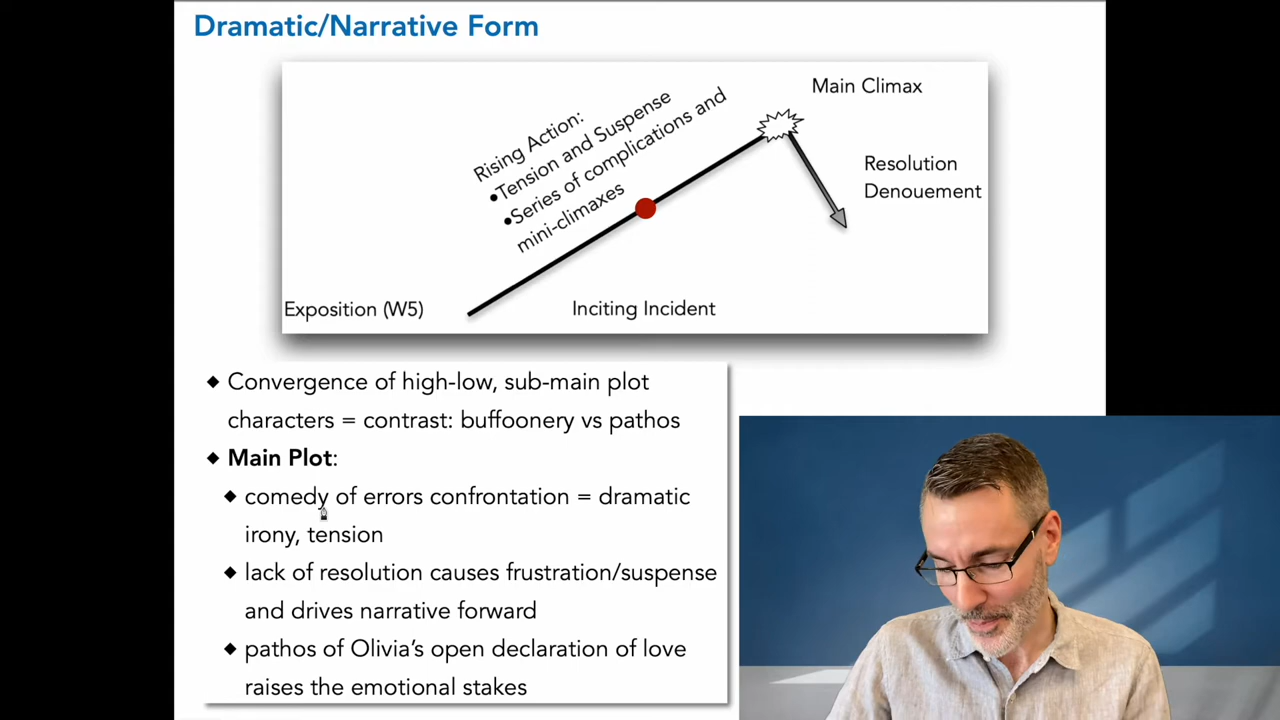 Dramatic/Narrative Form
Main Climax
Rising Action:
•Tension and Suspense
•Series of complications and
mini-climaxes
Resolution
Denouement
Exposition (W5)
Inciting Incident
◆ Convergence of high-low, sub-main plot
characters = contrast: buffoonery vs pathos
◆ Main Plot:
◆ comedy of errors confrontation = dramatic
irony, tension
◆ lack of resolution causes frustration/suspense
and drives narrative forward
◆ pathos of Olivia’s open declaration of love
raises the emotional stakes